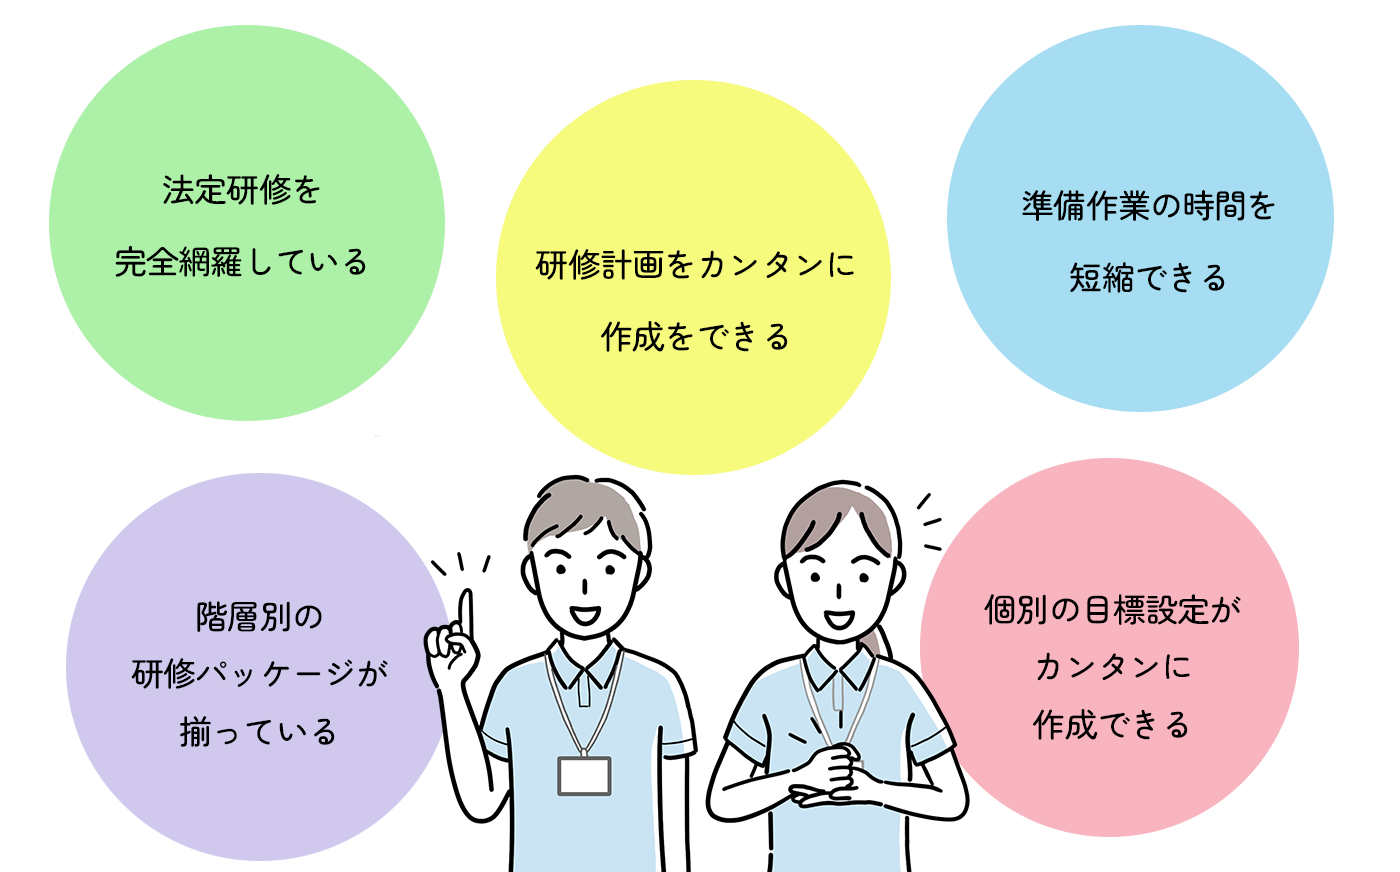 法定研修を
完全網羅している
研修計画をカンタンに
作成をできる
準備作業の時間を
短縮できる
階層別の
研修パッケージが
揃っている
個別の目標設定が
カンタンに
作成できる